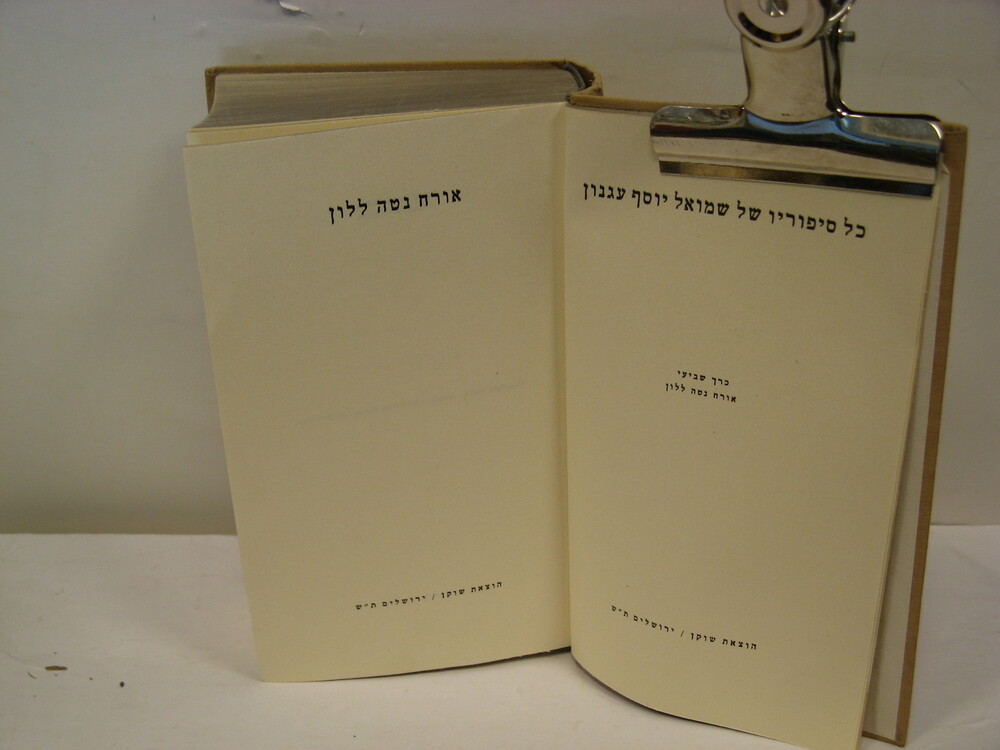 כל סיפוריו של שמואל יוסף עגנון
כרך שביעי
אורח נטה ללון
הוצאת שוקן / ירושלים ת״ש
אורח נטה ללון
הוצאת שוקן / ירושלים ת״ש